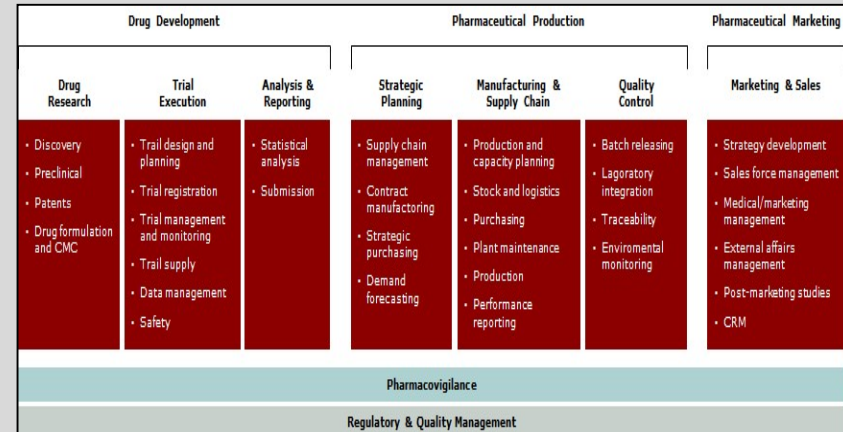 Drug Development
Pharmaceutical Production
Pharmaceutical Marketing
Drug
Research
Trial
Execution
Analysis &
Reporting
Strategic
Planning
Manufacturing &
Supply Chain
Quality
Control
Marketing & Sales
• Discovery
• Preclinical
• Patents
• Drug formulation
and CMC
• Trail design and
planning
• Trial registration
• Trial management
and monitoring
• Trail supply
• Data management
• Safety
• Statistical
analysis
• Submission
• Supply chain
management
• Contract
manufactoring
• Strategic
purchasing
• Demand
forecasting
• Production and
capacity planning
• Stock and logistics
• Purchasing
• Plant maintenance
• Production
• Performance
reporting
• Batch releasing
• Lagoratory
integration
• Traceability
• Enviromental
monitoring
• Strategy development
• Sales force management
• Medical/marketing
management
• External affairs
management
• Post-marketing studies
• CRM
Pharmacovigilance
Regulatory & Quality Management